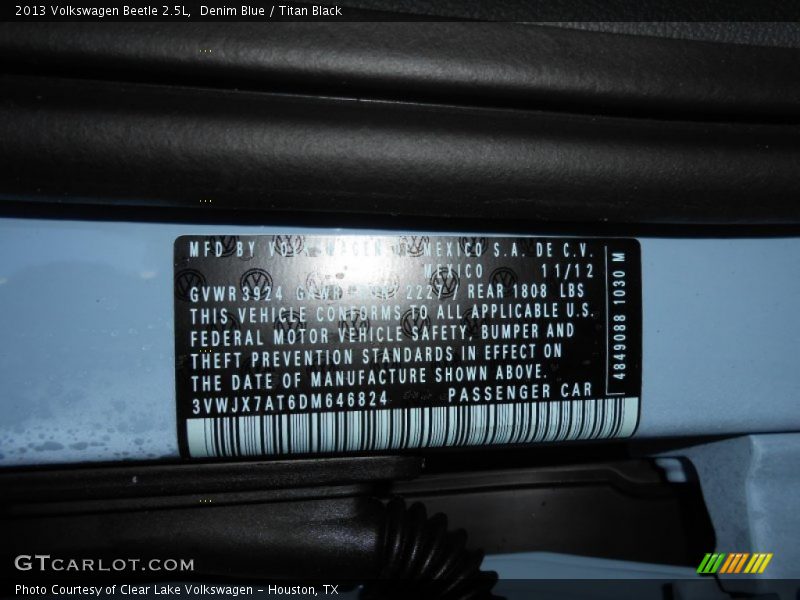 2013 Volkswagen Beetle 2.5L, Denim Blue / Titan Black
MFD BY WAGEN MEXICO S.A. DE C.V.
MEXICO 11/12
GVWR 3924 REAR 1808 LBS
THIS VEHICLE CONFORMS TO ALL APPLICABLE U.S.
FEDERAL MOTOR VEHICLE SAFETY, BUMPER AND
THEFT PREVENTION STANDARDS IN EFFECT ON
THE DATE OF MANUFACTURE SHOWN ABOVE.
3VWJX7AT6DM646824 PASSENGER CAR
4849088 1030 M
GTCARLOT.COM
Photo Courtesy of Clear Lake Volkswagen - Houston, TX